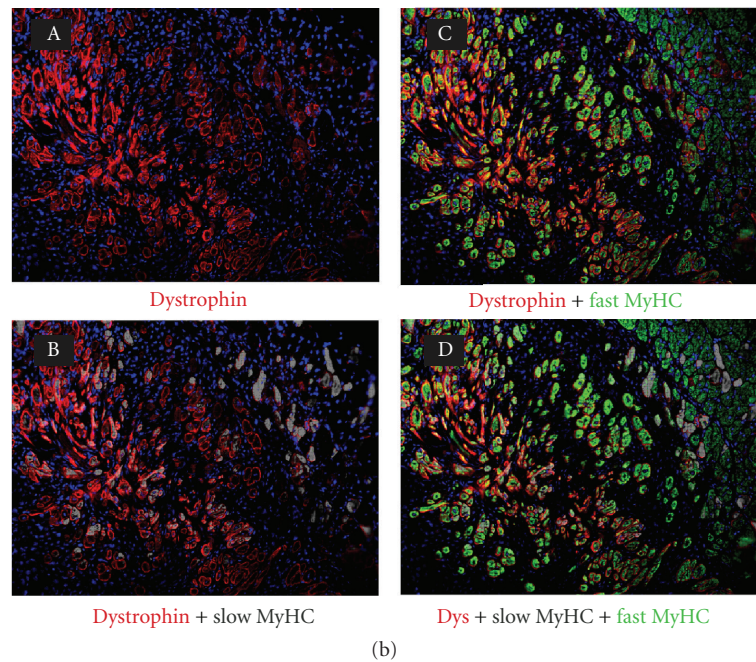 A
C
Dystrophin
Dystrophin + fast MyHC
B
D
Dystrophin + slow MyHC
Dys + slow MyHC + fast MyHC
(b)